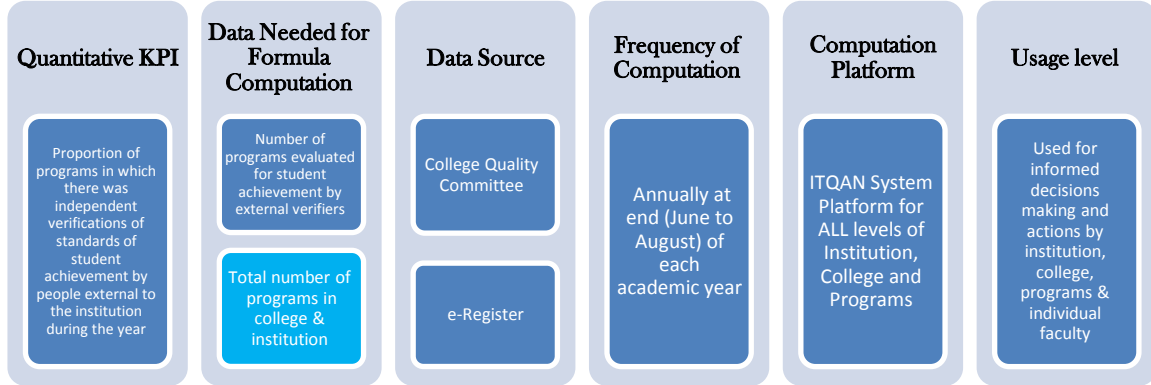 Quantitative KPI
Proportion of
programs in which
there was
independent
verifications of
standards of
student
achievement by
people external to
the institution
during the year
Data Needed for
Formula
Computation
Number of
programs evaluated
for student
achievement by
external verifiers
Total number of
programs in
college &
institution
Data Source
College Quality
Committee
e-Register
Frequency of
Computation
Annually at
end (June to
August) of
each
academic year
Computation
Platform
ITQAN System
Platform for
ALL levels of
Institution,
College and
Programs
Usage level
Used for
informed
decisions
making and
actions by
institution,
college,
programs &
individual
faculty